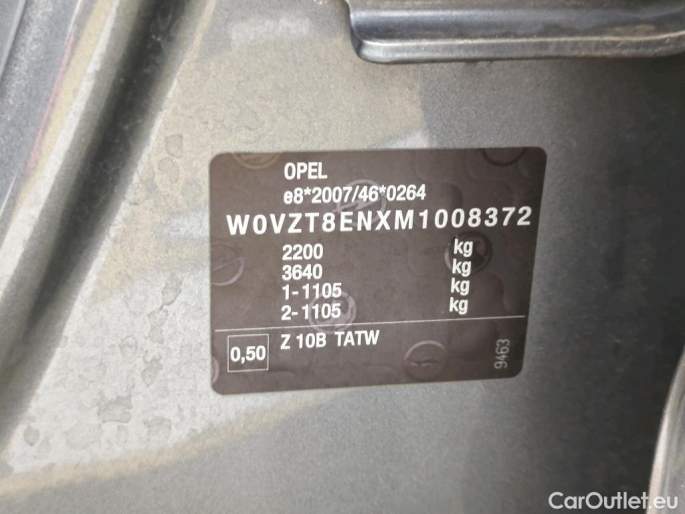 OPEL
e8*2007/46*0264
W0VZT8ENXM1008372
2200 kg
3640 kg
1-1105 kg
2-1105 kg
0,50 Z 10B TATW
9463
CarOutlet.eu